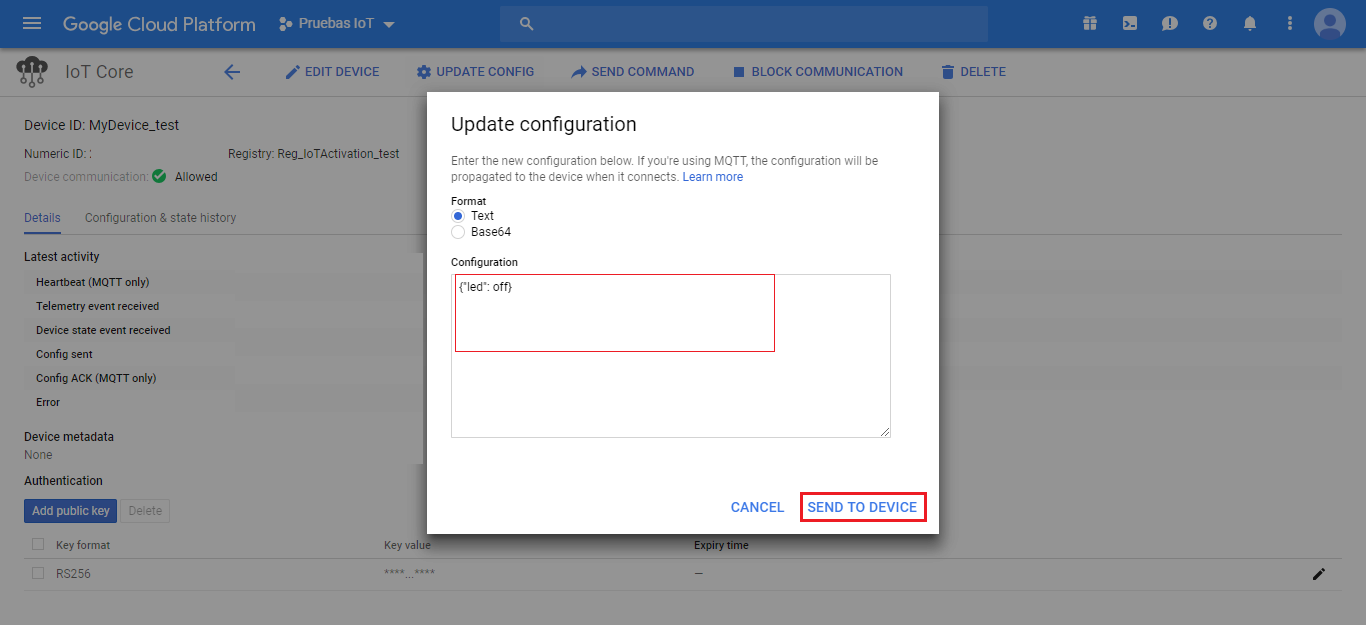 Google Cloud Platform
Pruebas IoT
IoT Core
EDIT DEVICE
UPDATE CONFIG
SEND COMMAND
BLOCK COMMUNICATION
DELETE
Device ID: MyDevice_test
Numeric ID:
Registry: Reg_IoTActivation_test
Device communication: Allowed
Details
Configuration & state history
Latest activity
Heartbeat (MQTT only)
Telemetry event received
Device state event received
Config sent
Config ACK (MQTT only)
Error
Device metadata
None
Authentication
Add public key
Delete
Key format
Key value
Expiry time
RS256
****...****
—
Update configuration
Enter the new configuration below. If you're using MQTT, the configuration will be
propagated to the device when it connects. Learn more
Format
Text
Base64
Configuration
{"led": off}
CANCEL
SEND TO DEVICE